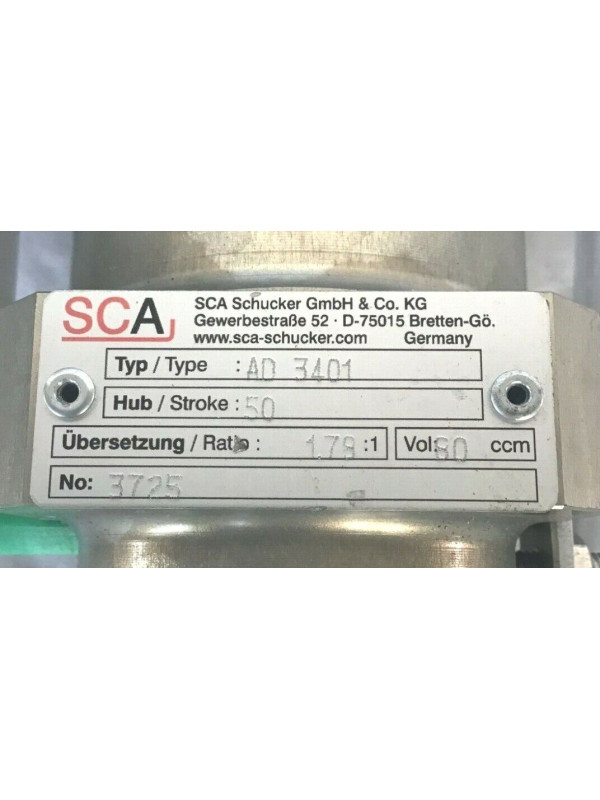 SCA
SCA Schucker GmbH & Co. KG
Gewerbestraße 52 · D-75015 Bretten-Gö.
www.sca-schucker.com Germany
Typ / Type : AD 3401
Hub / Stroke : 50
Übersetzung / Ratio : 1.78 :1 Vol: 80 ccm
No: 3725